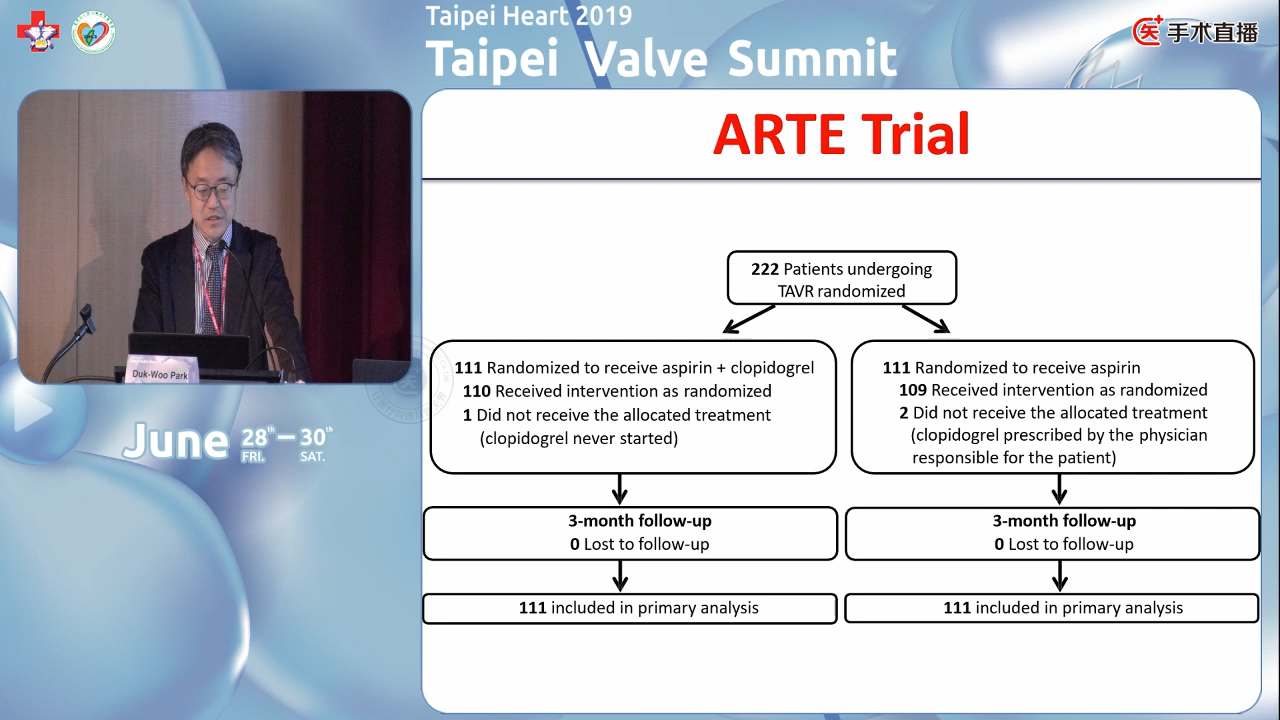 Taipei Heart 2019
Taipei Valve Summit
手术直播
ARTE Trial
222 Patients undergoing
TAVR randomized
111 Randomized to receive aspirin + clopidogrel
110 Received intervention as randomized
1 Did not receive the allocated treatment
(clopidogrel never started)
111 Randomized to receive aspirin
109 Received intervention as randomized
2 Did not receive the allocated treatment
(clopidogrel prescribed by the physician
responsible for the patient)
3-month follow-up
0 Lost to follow-up
3-month follow-up
0 Lost to follow-up
111 included in primary analysis
111 included in primary analysis
Duk-Woo Park
June 28th – 30th
FRI. SAT.